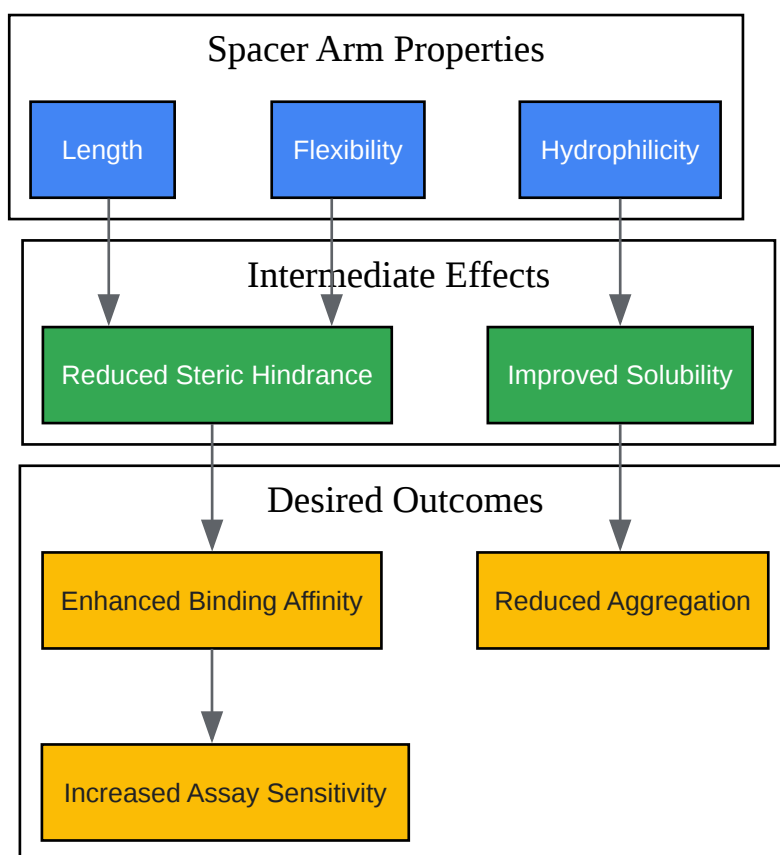 Spacer Arm Properties
Length
Flexibility
Hydrophilicity
Intermediate Effects
Reduced Steric Hindrance
Improved Solubility
Desired Outcomes
Enhanced Binding Affinity
Reduced Aggregation
Increased Assay Sensitivity